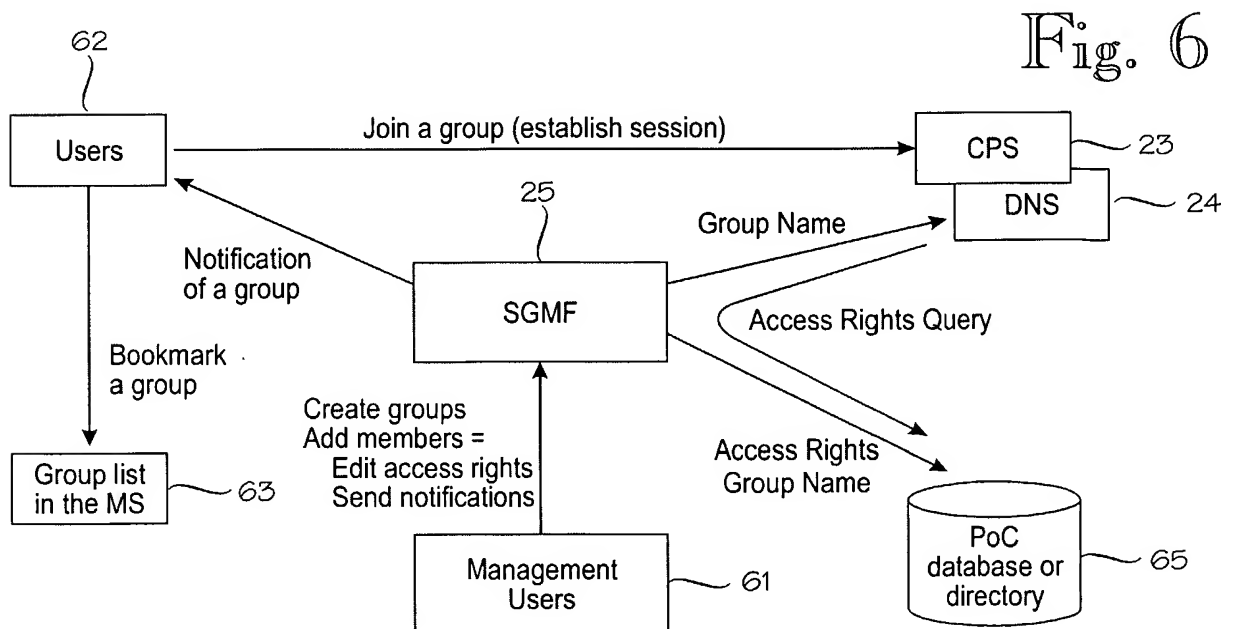 Fig. 6
62
Users
Join a group (establish session)
CPS
23
DNS
24
25
Group Name
Notification
of a group
SGMF
Access Rights Query
Bookmark
a group
Create groups
Add members =
Edit access rights
Send notifications
Access Rights
Group Name
Group list
in the MS
63
Management
Users
61
PoC
database or
directory
65